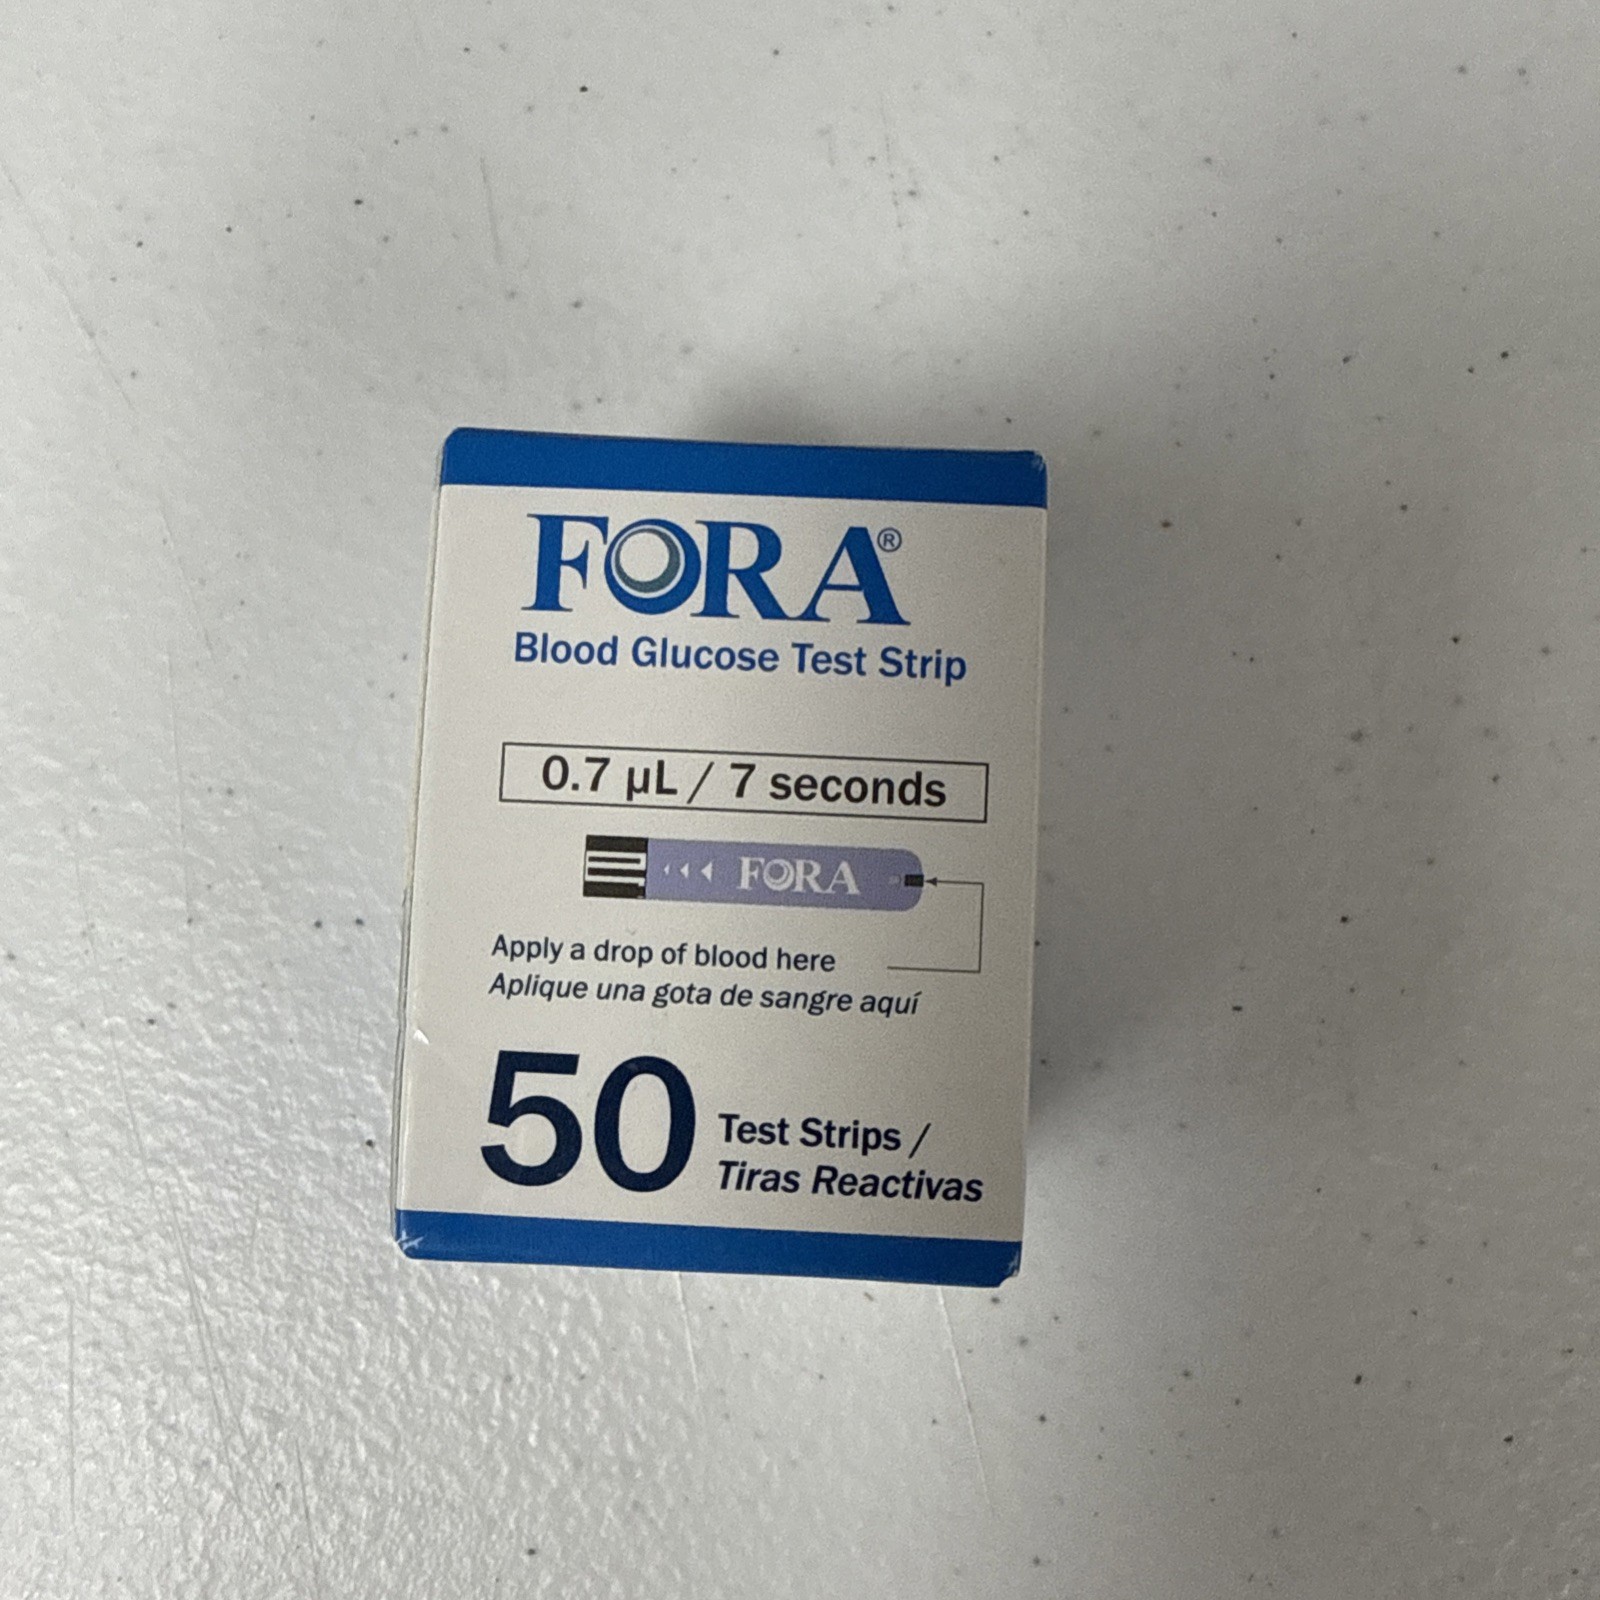 FORA®
Blood Glucose Test Strip
0.7 µL / 7 seconds
FORA
Apply a drop of blood here
Aplique una gota de sangre aquí
50 Test Strips /
Tiras Reactivas